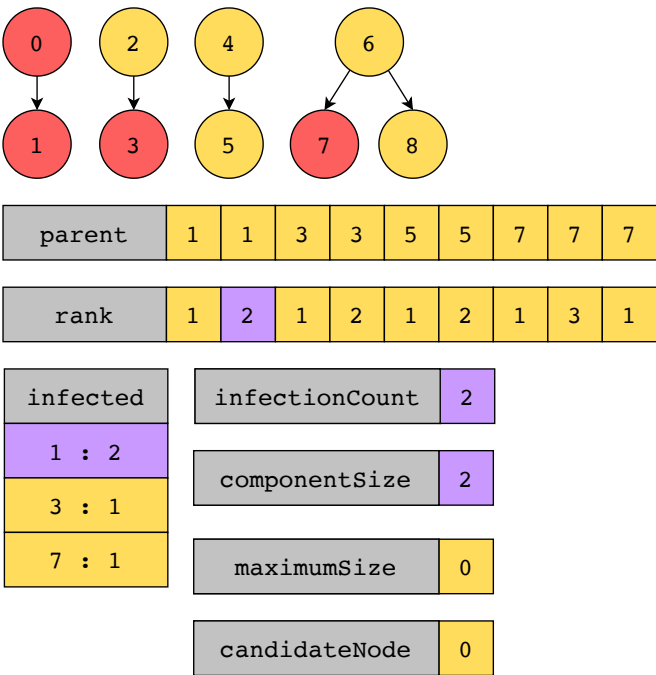 0 2 4 6
1 3 5 7 8
parent 1 1 3 3 5 5 7 7 7
rank 1 2 1 2 1 2 1 3 1
infected
1 : 2
3 : 1
7 : 1
infectionCount 2
componentSize 2
maximumSize 0
candidateNode 0